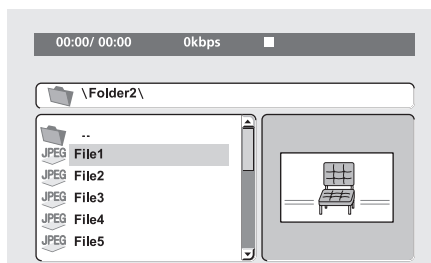 00:00/ 00:00 0kbps
\Folder2\
..
JPEG File1
JPEG File2
JPEG File3
JPEG File4
JPEG File5